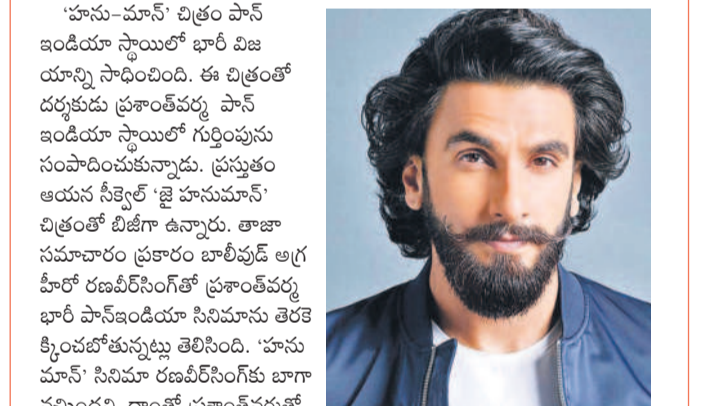 ‘హను–మాన్’ చిత్రం పాన్
ఇండియా స్థాయిలో భారీ విజ
యాన్ని సాధించింది. ఈ చిత్రంతో
దర్శకుడు ప్రశాంత్‌వర్మ పాన్
ఇండియా స్థాయిలో గుర్తింపును
సంపాదించుకున్నాడు. ప్రస్తుతం
ఆయన సీక్వెల్ ‘జై హనుమాన్’
చిత్రంతో బిజీగా ఉన్నారు. తాజా
సమాచారం ప్రకారం బాలీవుడ్ అగ్ర
హీరో రణవీర్‌సింగ్‌తో ప్రశాంత్‌వర్మ
భారీ పాన్ఇండియా సినిమాను తెరకె
క్కించబోతున్నట్లు తెలిసింది. ‘హను
మాన్’ సినిమా రణవీర్‌సింగ్‌కు బాగా